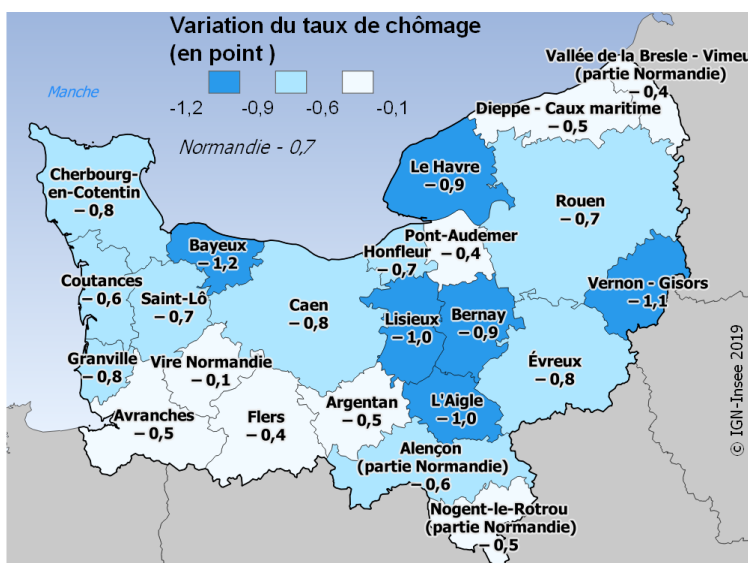 Variation du taux de chômage
(en point )
-1,2 -0,9 -0,6 -0,1
Normandie - 0,7
Manche
Vallée de la Bresle - Vimeu
(partie Normandie)
– 0,4
Dieppe - Caux maritime
– 0,5
Le Havre
– 0,9
Cherbourg-
en-Cotentin
– 0,8
Rouen
– 0,7
Pont-Audemer
– 0,4
Bayeux
– 1,2
Honfleur
– 0,7
Coutances
– 0,6
Saint-Lô
– 0,7
Caen
– 0,8
Lisieux
– 1,0
Bernay
– 0,9
Vernon - Gisors
– 1,1
Granville
– 0,8
Vire Normandie
– 0,1
Évreux
– 0,8
Avranches
– 0,5
Flers
– 0,4
Argentan
– 0,5
L'Aigle
– 1,0
Alençon
(partie Normandie)
– 0,6
Nogent-le-Rotrou
(partie Normandie)
– 0,5
© IGN-Insee 2019